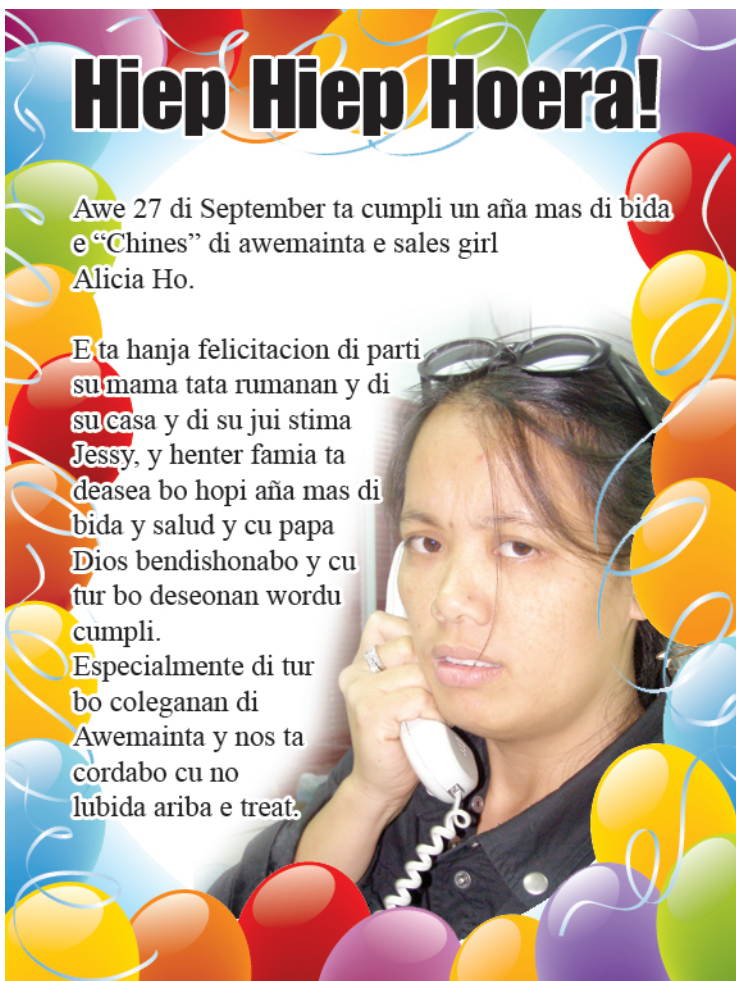 Hiep Hiep Hoera!
Awe 27 di September ta cumpli un aña mas di bida
e “Chines” di awemainta e sales girl
Alicia Ho.
E ta hanja felicitacion di parti
su mama tata rumanan y di
su casa y di su jui stima
Jessy, y henter famia ta
deasea bo hopi aña mas di
bida y salud y cu papa
Dios bendishonabo y cu
tur bo deseonan wordu
cumpli.
Especialmente di tur
bo coleganan di
Awemainta y nos ta
cordabo cu no
lubida ariba e treat.